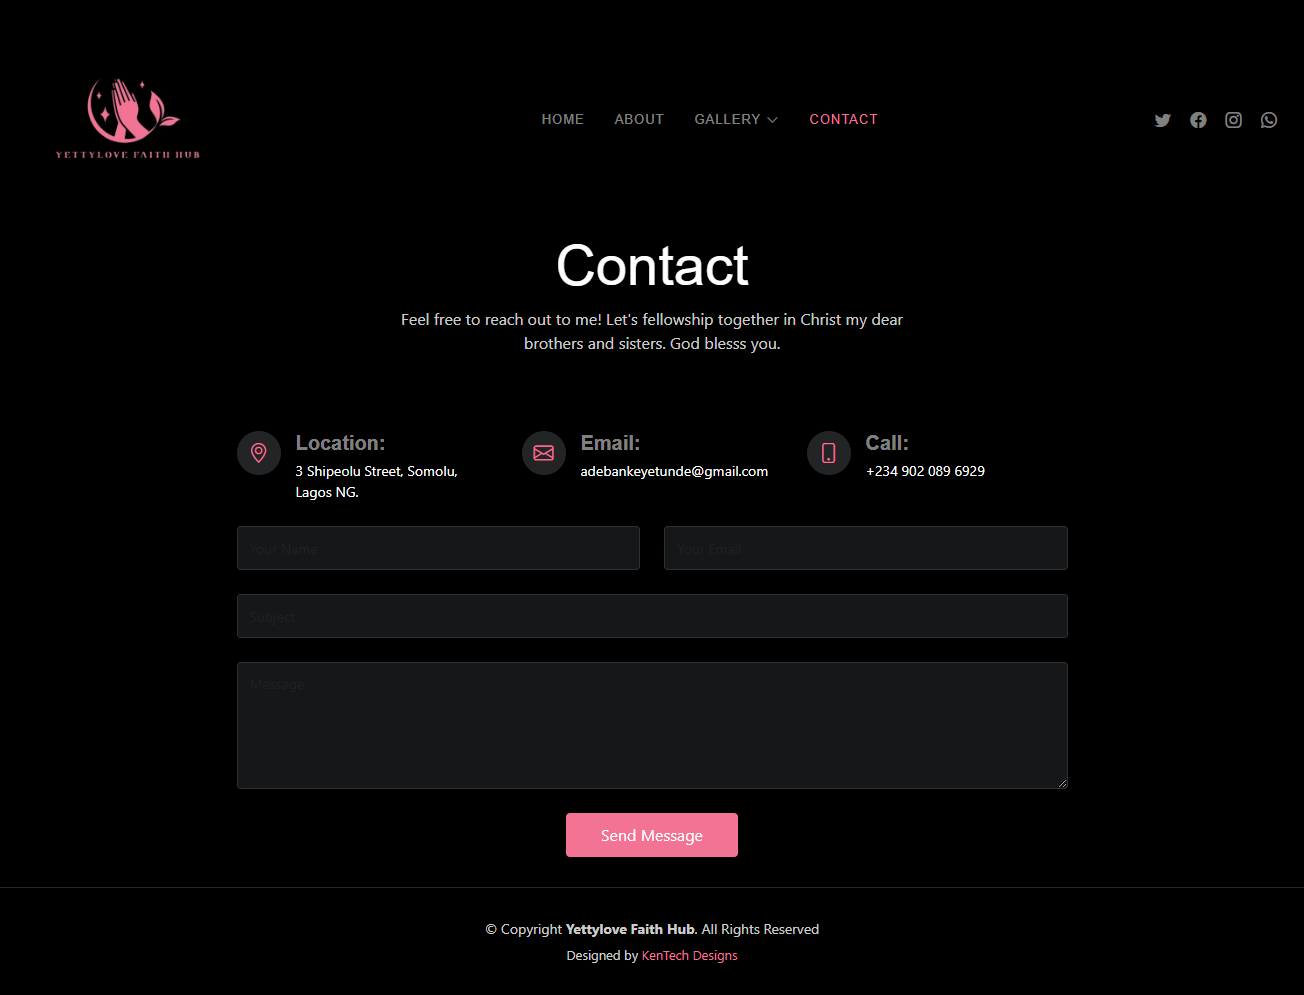 YETTYLOVE FAITH HUB
HOME ABOUT GALLERY CONTACT
Contact
Feel free to reach out to me! Let's fellowship together in Christ my dear
brothers and sisters. God blesss you.
Location:
3 Shipeolu Street, Somolu,
Lagos NG.
Email:
adebankeyetunde@gmail.com
Call:
+234 902 089 6929
Your Name
Your Email
Subject
Message
Send Message
© Copyright Yettylove Faith Hub. All Rights Reserved
Designed by KenTech Designs